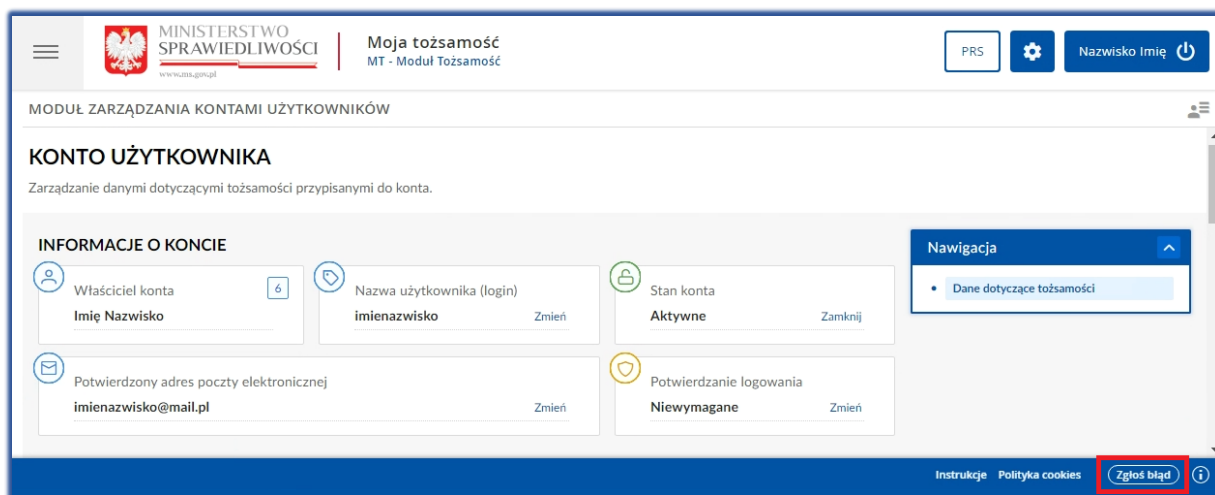 MINISTERSTWO
SPRAWIEDLIWOŚCI
www.ms.gov.pl
Moja tożsamość
MT - Moduł Tożsamość
PRS
Nazwisko Imię
MODUŁ ZARZĄDZANIA KONTAMI UŻYTKOWNIKÓW
KONTO UŻYTKOWNIKA
Zarządzanie danymi dotyczącymi tożsamości przypisanymi do konta.
INFORMACJE O KONCIE
Właściciel konta 6
Imię Nazwisko
Nazwa użytkownika (login)
imienazwisko Zmień
Stan konta
Aktywne Zamknij
Potwierdzony adres poczty elektronicznej
imienazwisko@mail.pl Zmień
Potwierdzanie logowania
Niewymagane Zmień
Nawigacja
Dane dotyczące tożsamości
Instrukcje Polityka cookies Zgłoś błąd